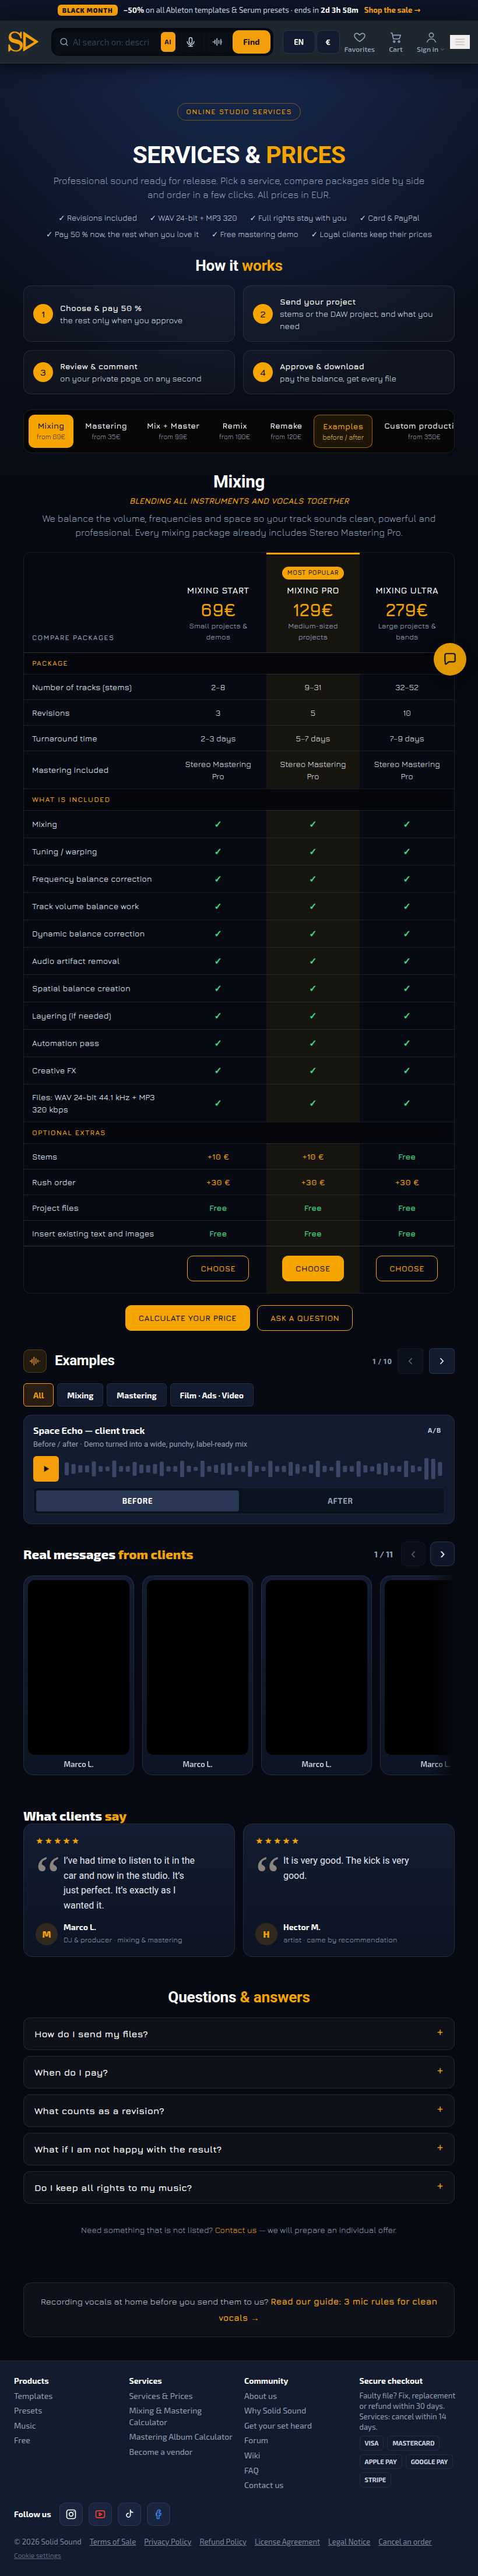 BLACK MONTH −50% on all Ableton templates & Serum presets · ends in 2d 3h 58m Shop the sale →
AI search on: descri AI Find EN € Favorites Cart Sign in
ONLINE STUDIO SERVICES
SERVICES & PRICES
Professional sound ready for release. Pick a service, compare packages side by side
and order in a few clicks. All prices in EUR.
✓ Revisions included ✓ WAV 24-bit + MP3 320 ✓ Full rights stay with you ✓ Card & PayPal
✓ Pay 50 % now, the rest when you love it ✓ Free mastering demo ✓ Loyal clients keep their prices
How it works
1 Choose & pay 50 %
the rest only when you approve
2 Send your project
stems or the DAW project, and what you
need
3 Review & comment
on your private page, on any second
4 Approve & download
pay the balance, get every file
Mixing Mastering Mix + Master Remix Remake Examples Custom producti
from 69€ from 35€ from 99€ from 190€ from 120€ before / after from 350€
Mixing
BLENDING ALL INSTRUMENTS AND VOCALS TOGETHER
We balance the volume, frequencies and space so your track sounds clean, powerful and
professional. Every mixing package already includes Stereo Mastering Pro.
MOST POPULAR
MIXING START MIXING PRO MIXING ULTRA
69€ 129€ 279€
Small projects & Medium-sized Large projects &
COMPARE PACKAGES demos projects bands
PACKAGE
Number of tracks (stems) 2–8 9–31 32–52
Revisions 3 5 10
Turnaround time 2–3 days 5–7 days 7–9 days
Mastering included Stereo Mastering Pro Stereo Mastering Pro Stereo Mastering Pro
WHAT IS INCLUDED
Mixing ✓ ✓ ✓
Tuning / warping ✓ ✓ ✓
Frequency balance correction ✓ ✓ ✓
Track volume balance work ✓ ✓ ✓
Dynamic balance correction ✓ ✓ ✓
Audio artifact removal ✓ ✓ ✓
Spatial balance creation ✓ ✓ ✓
Layering (if needed) ✓ ✓ ✓
Automation pass ✓ ✓ ✓
Creative FX ✓ ✓ ✓
Files: WAV 24-bit 44.1 kHz + MP3
320 kbps ✓ ✓ ✓
OPTIONAL EXTRAS
Stems +10 € +10 € Free
Rush order +30 € +30 € +30 €
Project files Free Free Free
Insert existing text and images Free Free Free
CHOOSE CHOOSE CHOOSE
CALCULATE YOUR PRICE ASK A QUESTION
Examples 1 / 10
All Mixing Mastering Film · Ads · Video
Space Echo — client track A/B
Before / after · Demo turned into a wide, punchy, label-ready mix
BEFORE AFTER
Real messages from clients 1 / 11
Marco L. Marco L. Marco L. Marco L.
What clients say
★★★★★
“ I've had time to listen to it in the
car and now in the studio. It's
just perfect. It's exactly as I
wanted it.
M Marco L.
DJ & producer · mixing & mastering
★★★★★
“ It is very good. The kick is very
good.
H Hector M.
artist · came by recommendation
Questions & answers
How do I send my files? +
When do I pay? +
What counts as a revision? +
What if I am not happy with the result? +
Do I keep all rights to my music? +
Need something that is not listed? Contact us — we will prepare an individual offer.
Recording vocals at home before you send them to us? Read our guide: 3 mic rules for clean
vocals →
Products
Templates
Presets
Music
Free
Services
Services & Prices
Mixing & Mastering
Calculator
Mastering Album Calculator
Become a vendor
Community
About us
Why Solid Sound
Get your set heard
Forum
Wiki
FAQ
Contact us
Secure checkout
Faulty file? Fix, replacement
or refund within 30 days.
Services: cancel within 14
days.
VISA MASTERCARD
APPLE PAY GOOGLE PAY
STRIPE
Follow us
© 2026 Solid Sound Terms of Sale Privacy Policy Refund Policy License Agreement Legal Notice Cancel an order
Cookie settings